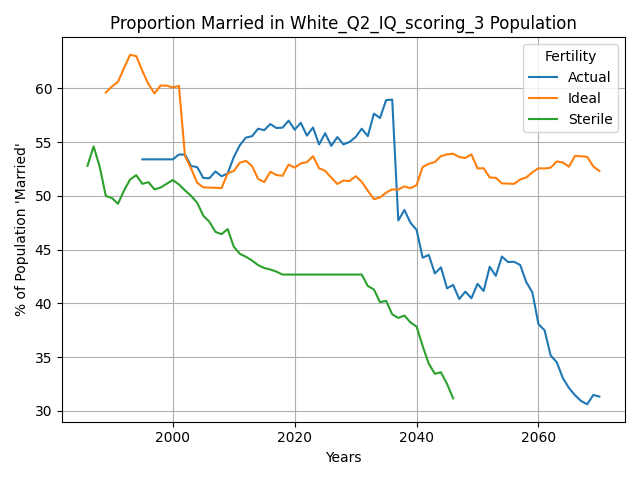 Proportion Married in White_Q2_IQ_scoring_3 Population
Fertility
Actual
Ideal
Sterile
% of Population 'Married'
60
55
50
45
40
35
30
2000
2020
2040
2060
Years